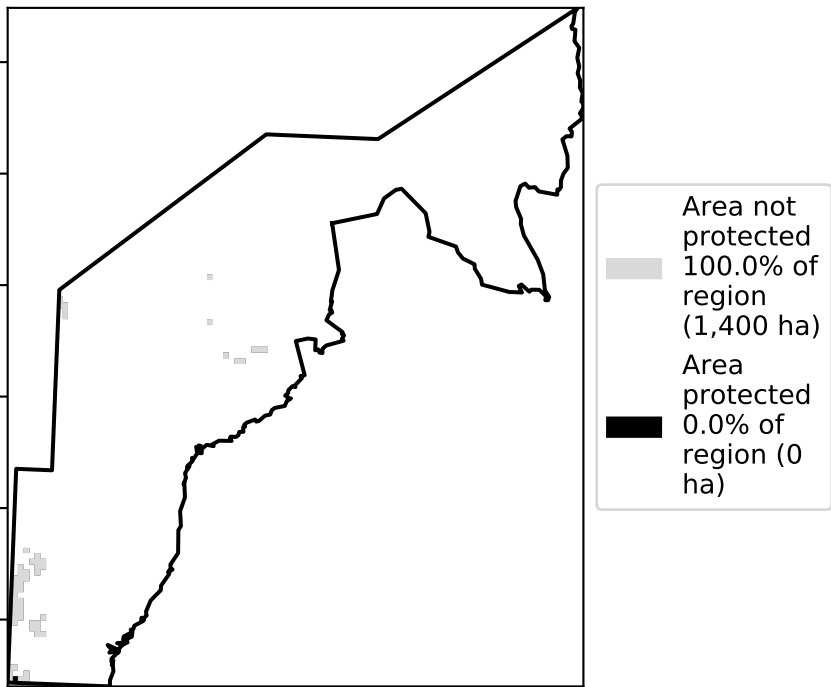 Area not
protected
100.0% of
region
(1,400 ha)
Area
protected
0.0% of
region (0
ha)